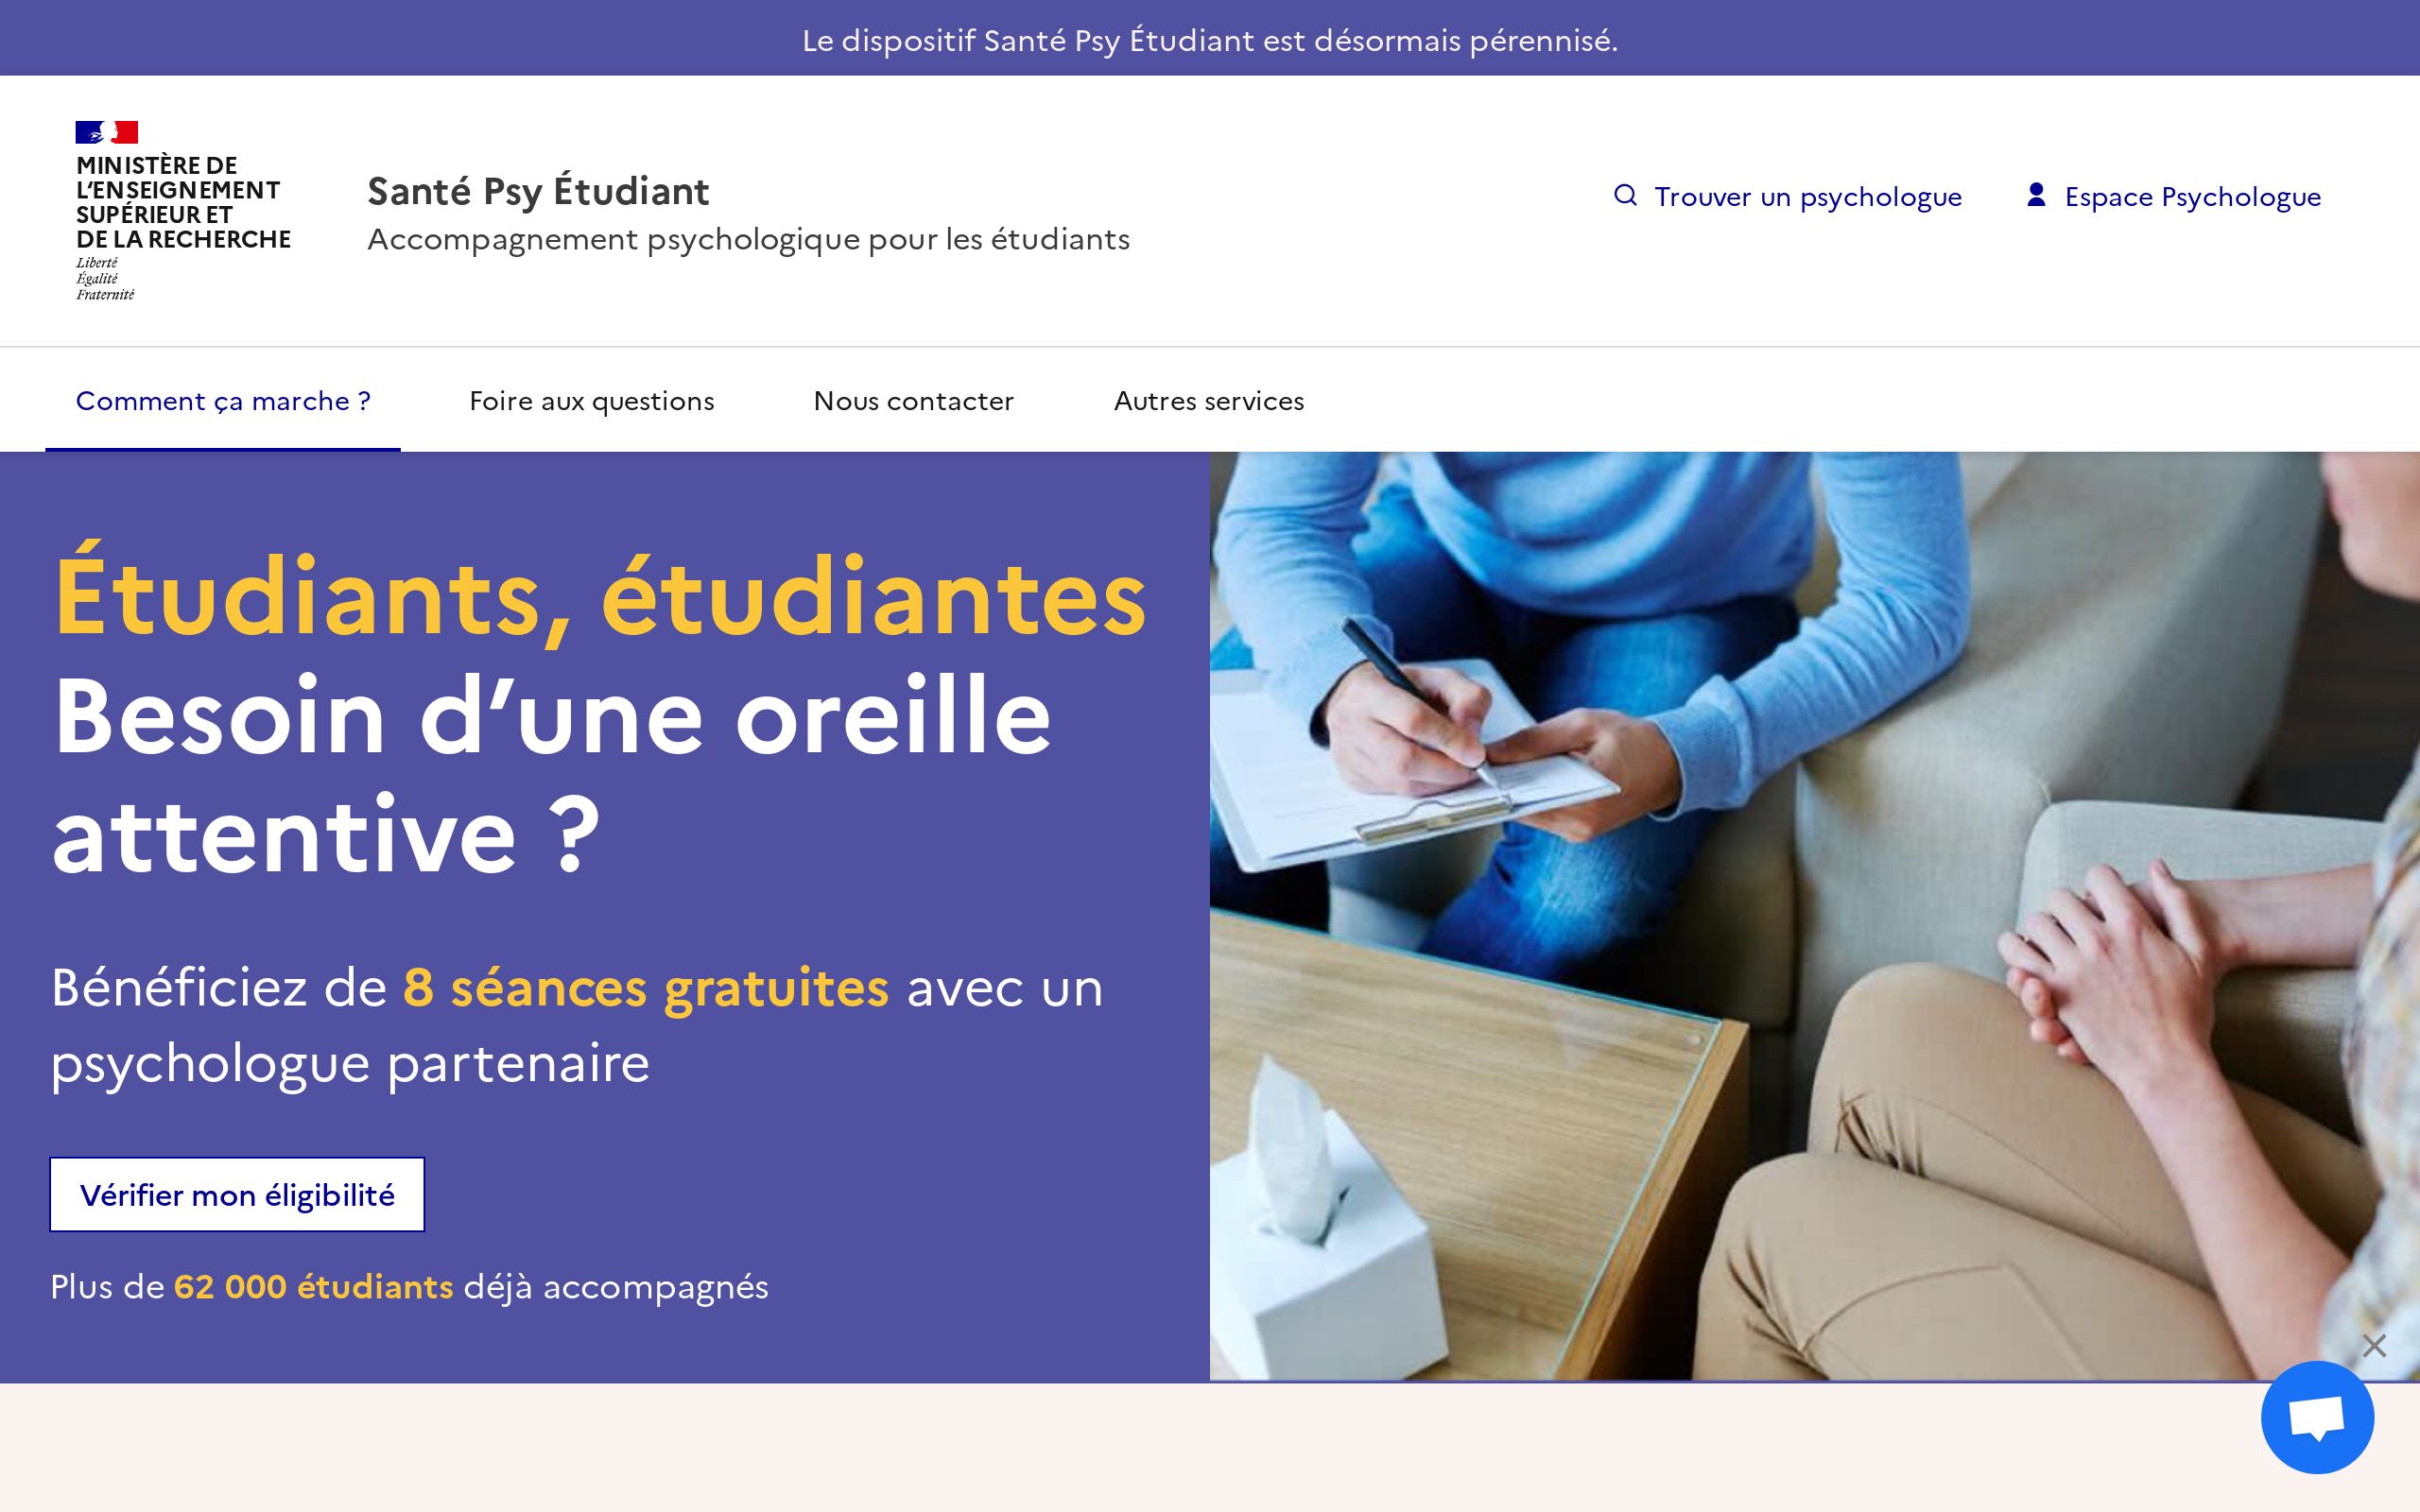 Le dispositif Santé Psy Étudiant est désormais pérennisé.
MINISTÈRE DE
L'ENSEIGNEMENT
SUPÉRIEUR ET
DE LA RECHERCHE
Liberté
Égalité
Fraternité
Santé Psy Étudiant
Accompagnement psychologique pour les étudiants
Trouver un psychologue
Espace Psychologue
Comment ça marche ?
Foire aux questions
Nous contacter
Autres services
Étudiants, étudiantes
Besoin d’une oreille
attentive ?
Bénéficiez de 8 séances gratuites avec un
psychologue partenaire
Vérifier mon éligibilité
Plus de 62 000 étudiants déjà accompagnés